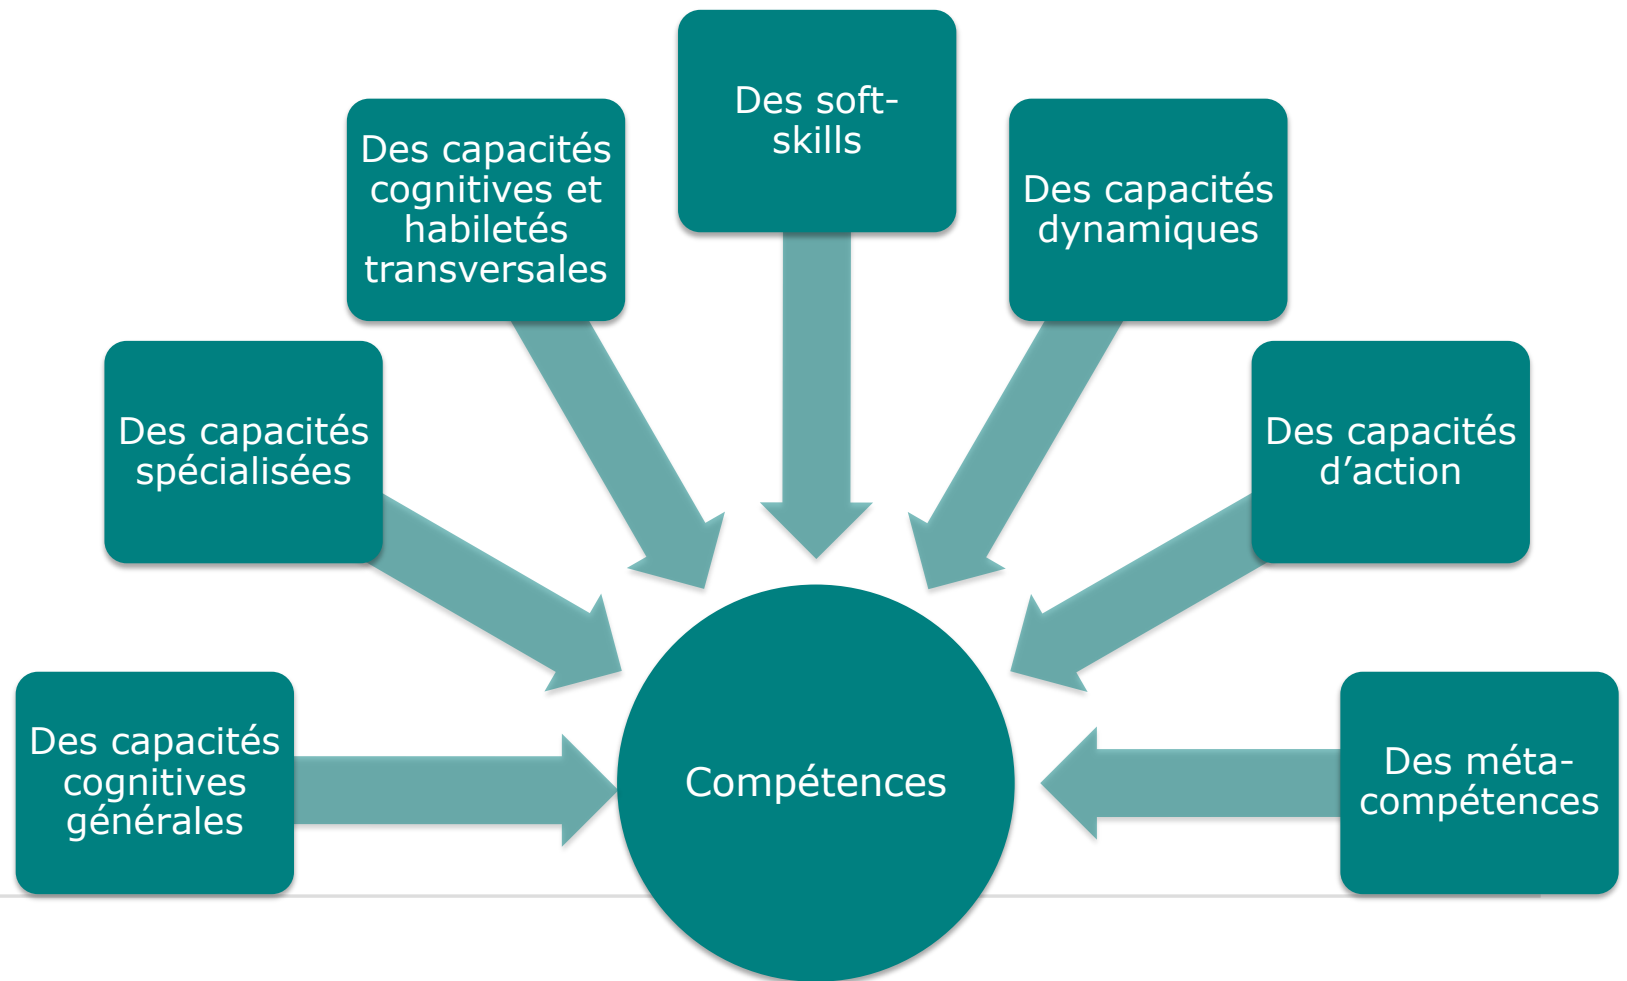 Des soft-
skills
Des capacités
cognitives et
habiletés
transversales
Des capacités
dynamiques
Des capacités
spécialisées
Des capacités
d’action
Des capacités
cognitives
générales
Compétences
Des méta-
compétences